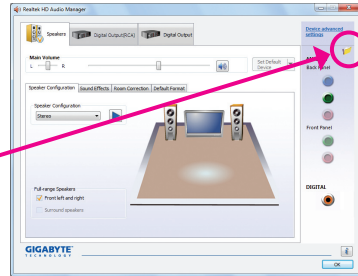 Realtek HD Audio Manager
Speakers
Digital Output(RCA)
Digital Output
Device advanced
settings
Main Volume
L
R
Set Default
Device
Back Panel
Speaker Configuration
Sound Effects
Room Correction
Default Format
Speaker Configuration
Stereo
Front Panel
Full-range Speakers
Front left and right
Surround speakers
DIGITAL
GIGABYTE
TECHNOLOGY
OK